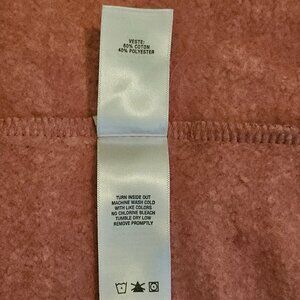 VESTE:
60% COTON
40% POLYESTER
TURN INSIDE OUT
MACHINE WASH COLD
WITH LIKE COLORS
NO CHLORINE BLEACH
TUMBLE DRY LOW
REMOVE PROMPTLY